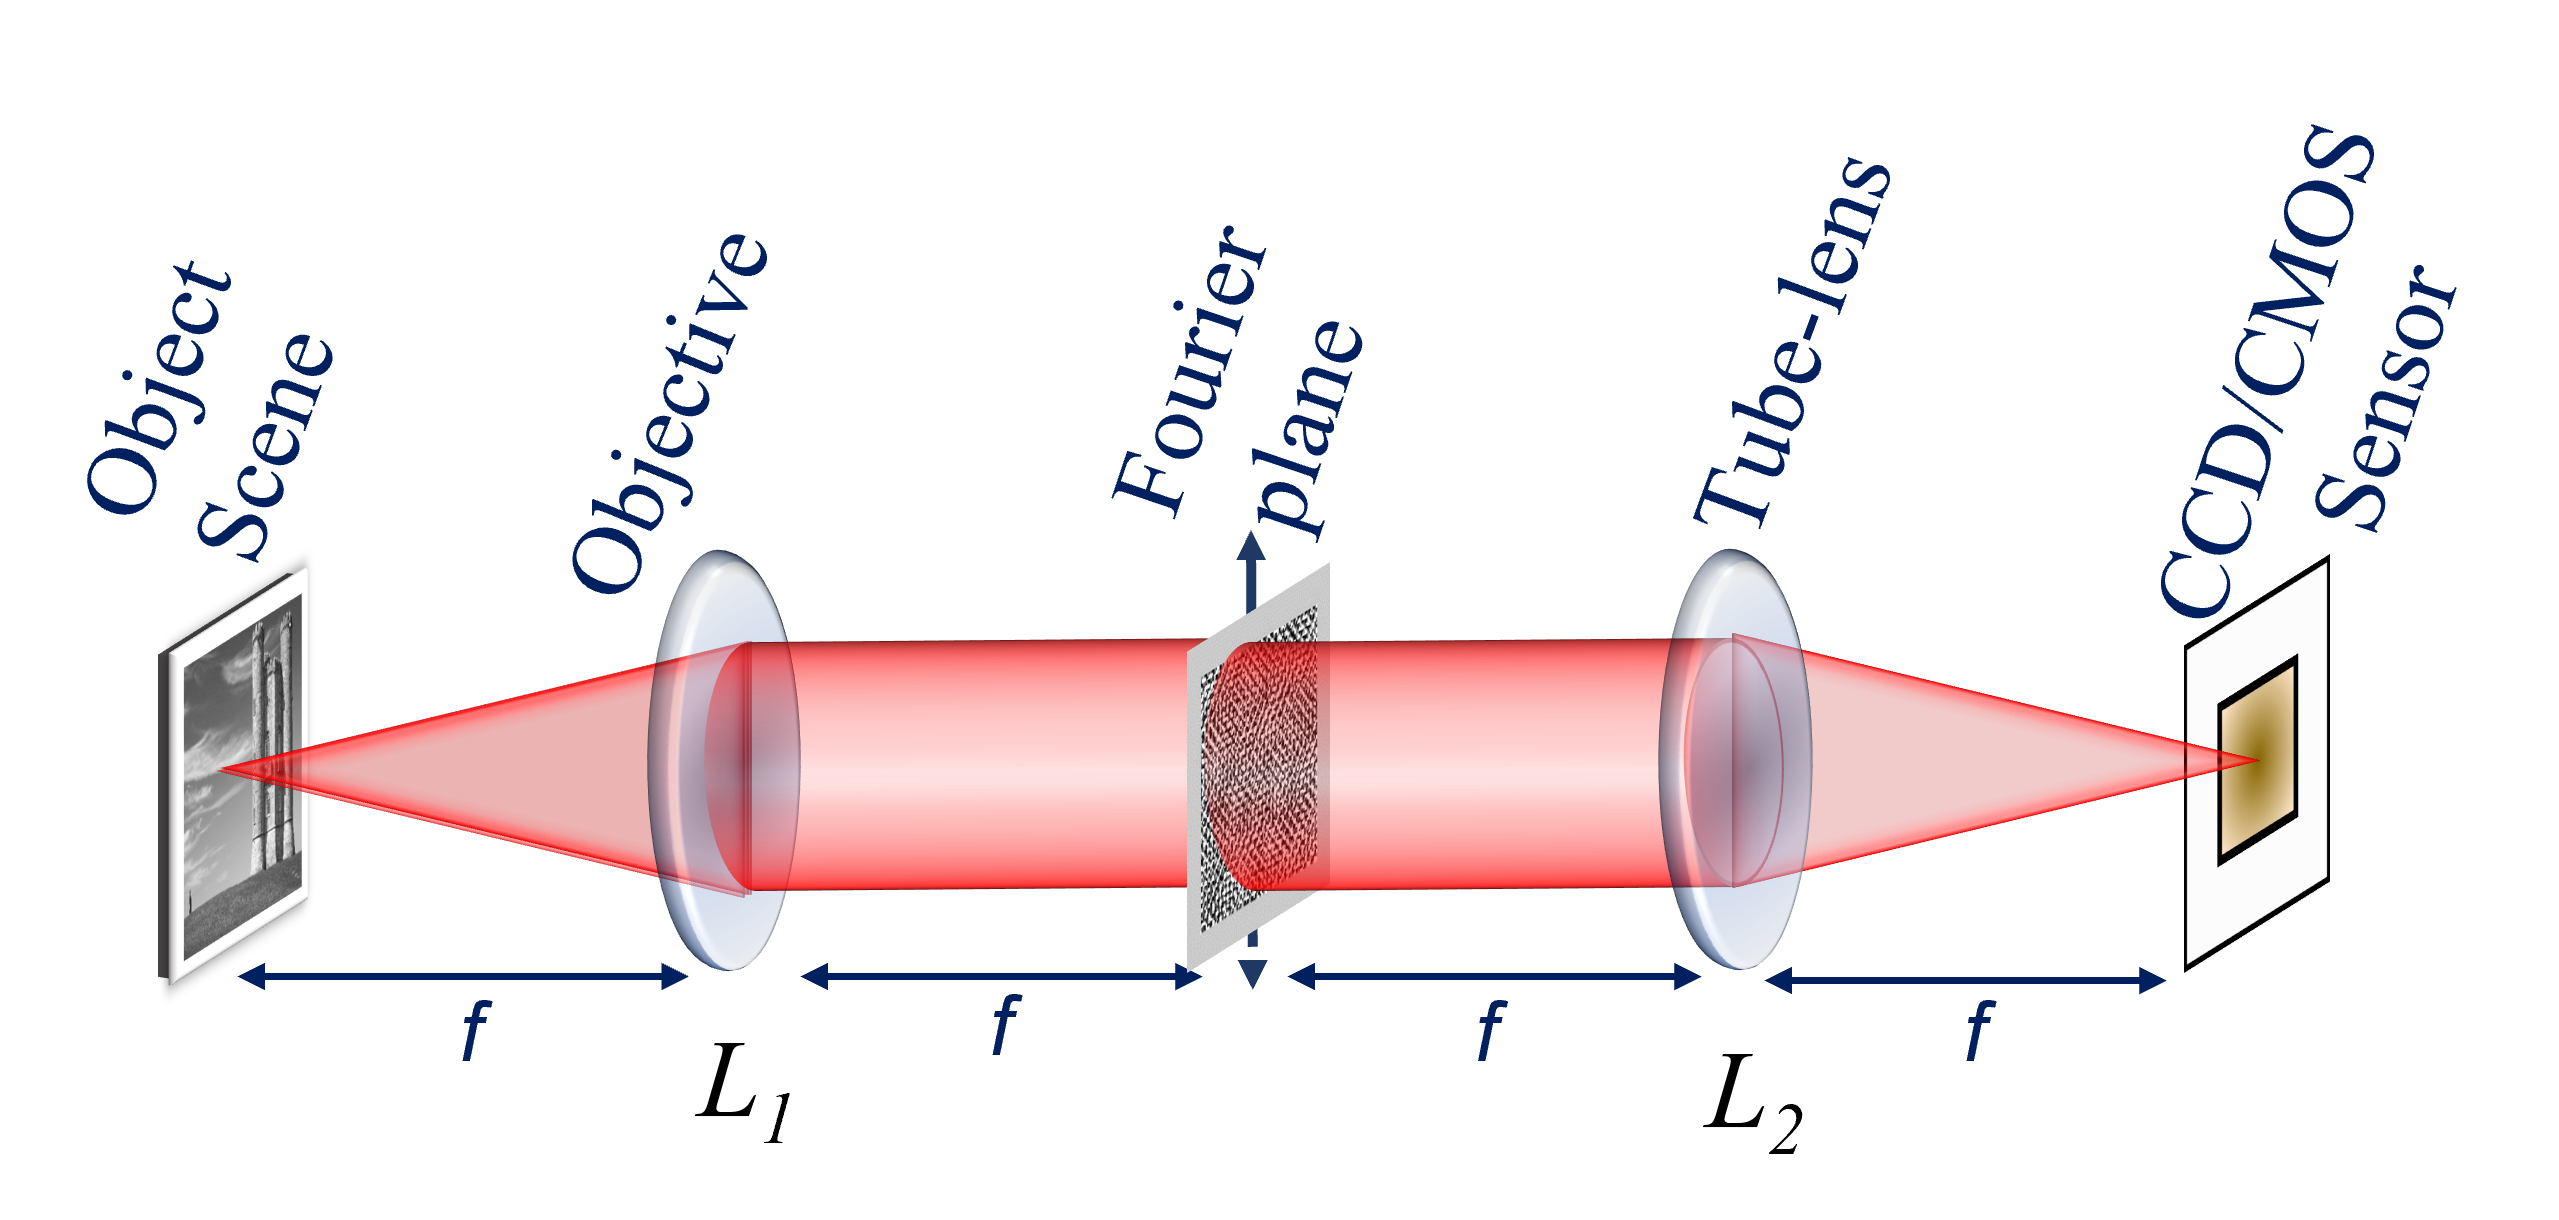 Object
Scene
Objective
Fourier
plane
Tube-lens
CCD/CMOS
Sensor
f
f
f
f
L1
L2